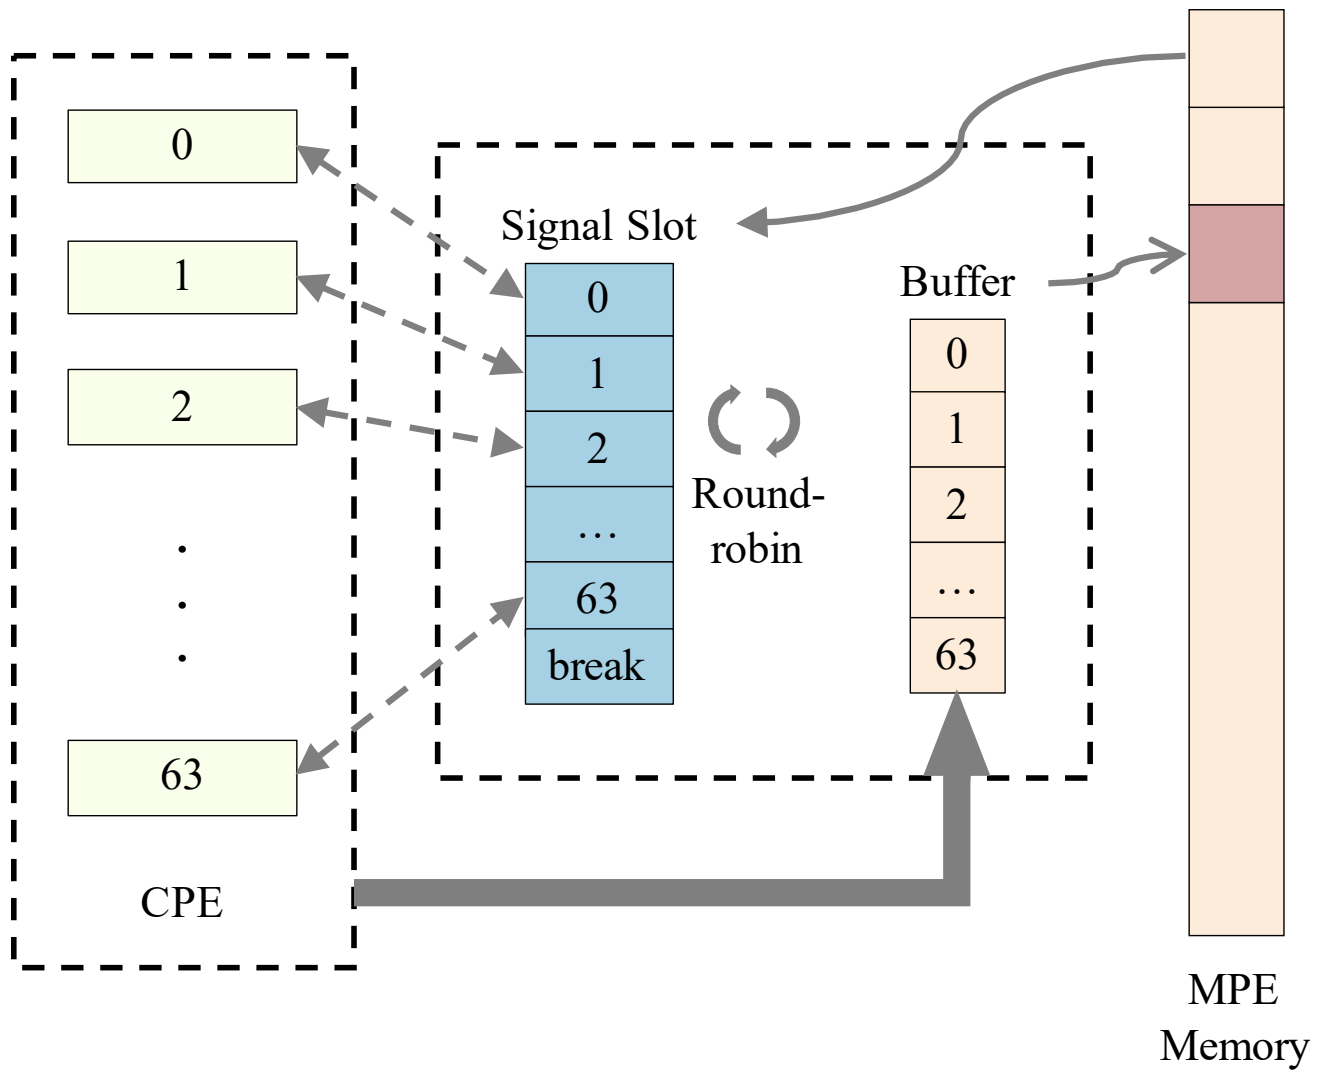 0
1
2
.
.
.
63
CPE
Signal Slot
0
1
2
...
63
break
Round-
robin
Buffer
0
1
2
...
63
MPE
Memory